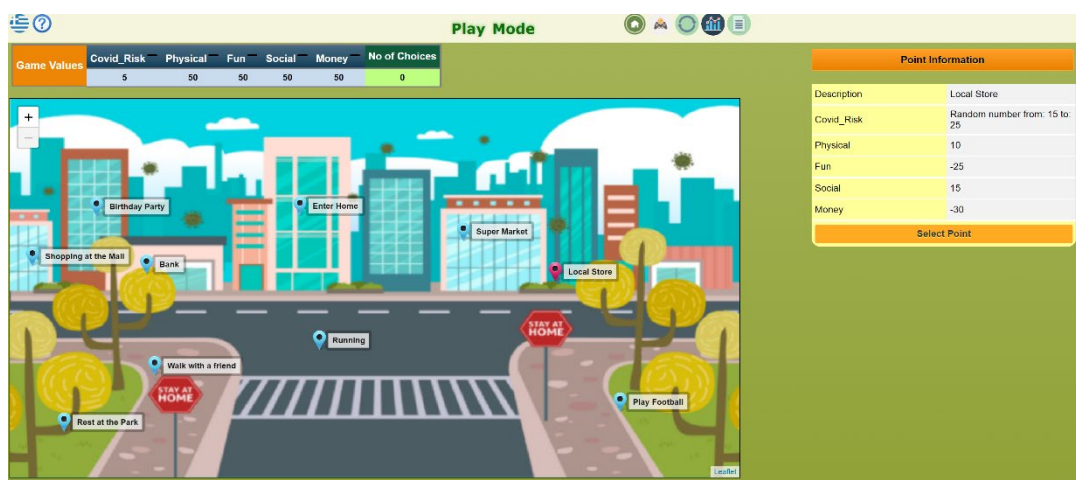 Play Mode
Game Values
Covid_Risk Physical Fun Social Money No of Choices
5 50 50 50 50 0
Point Information
Description Local Store
Covid_Risk Random number from: 15 to:
25
Physical 10
Fun -25
Social 15
Money -30
Select Point
+
−
Birthday Party
Enter Home
Super Market
Shopping at the Mall
Bank
Local Store
STAY AT
HOME
Running
Walk with a friend
STAY AT
HOME
Play Football
Rest at the Park
Leaflet